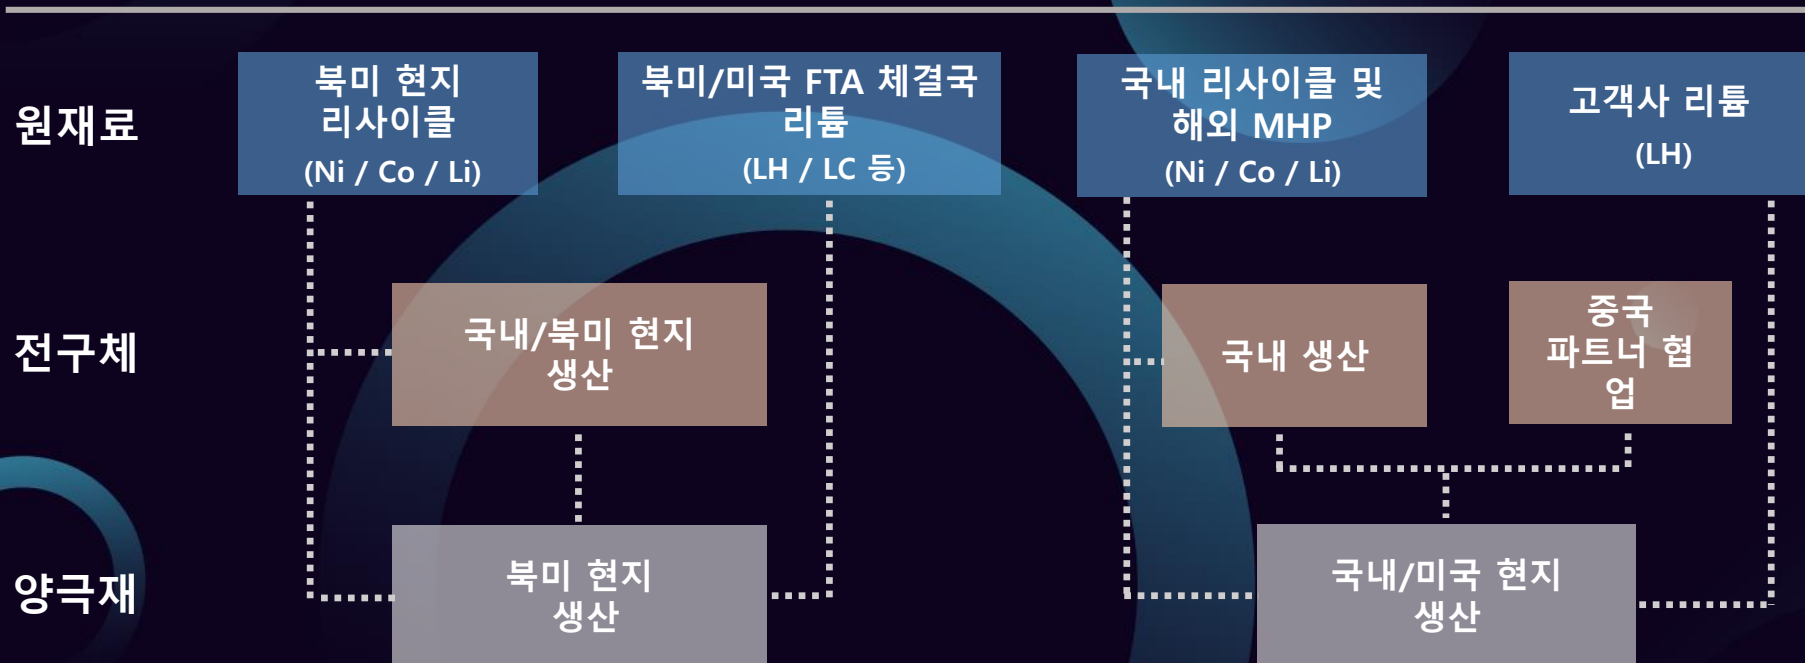 원재료
북미 현지
리사이클
(Ni / Co / Li)
북미/미국 FTA 체결국
리튬
(LH / LC 등)
국내 리사이클 및
해외 MHP
(Ni / Co / Li)
고객사 리튬
(LH)
전구체
국내/북미 현지
생산
국내 생산
중국
파트너 협
업
양극재
북미 현지
생산
국내/미국 현지
생산